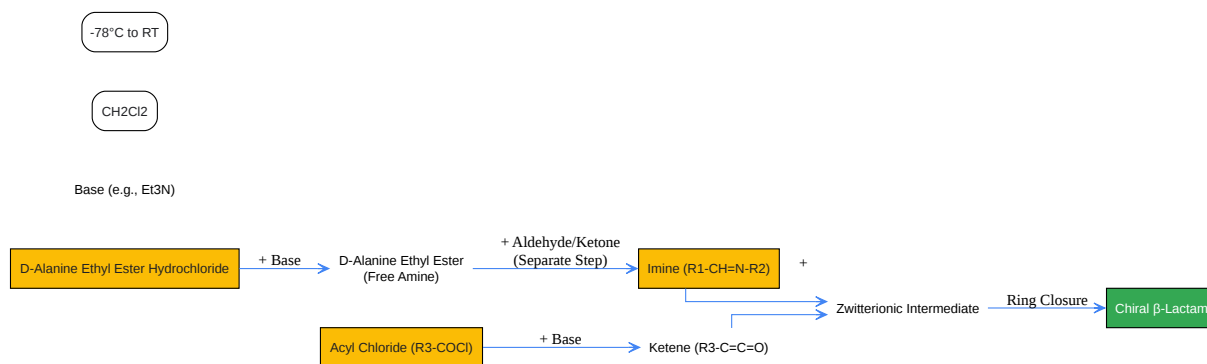 -78°C to RT
CH2Cl2
Base (e.g., Et3N)
D-Alanine Ethyl Ester Hydrochloride
+ Base
D-Alanine Ethyl Ester
(Free Amine)
+ Aldehyde/Ketone
(Separate Step)
Imine (R1-CH=N-R2)
+
Zwitterionic Intermediate
Ring Closure
Chiral β-Lactam
Acyl Chloride (R3-COCl)
+ Base
Ketene (R3-C=C=O)